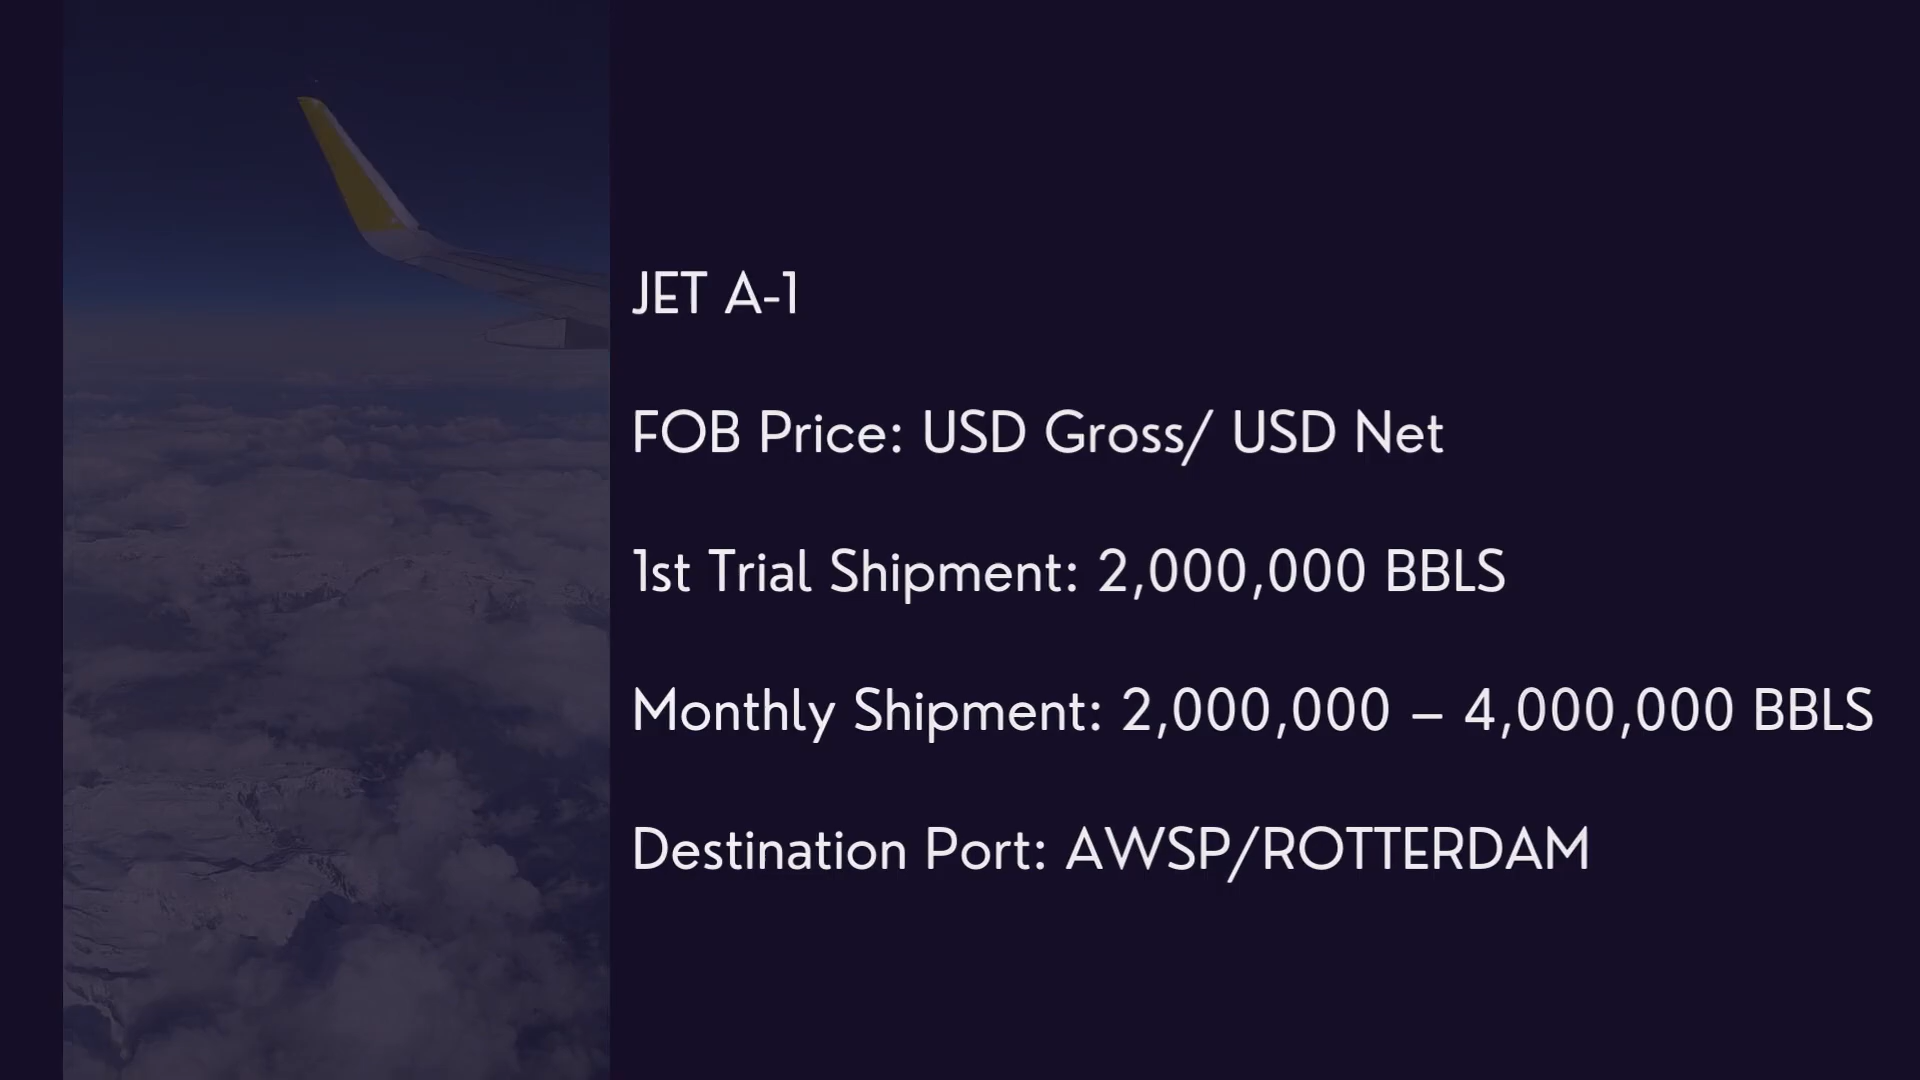 JET A-1
FOB Price: USD Gross/ USD Net
1st Trial Shipment: 2,000,000 BBLS
Monthly Shipment: 2,000,000 – 4,000,000 BBLS
Destination Port: AWSP/ROTTERDAM